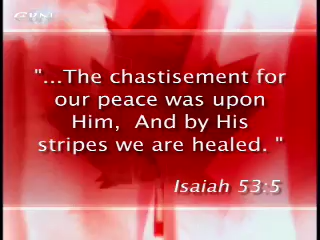 "...The chastisement for
our peace was upon
Him, And by His
stripes we are healed. "
Isaiah 53:5